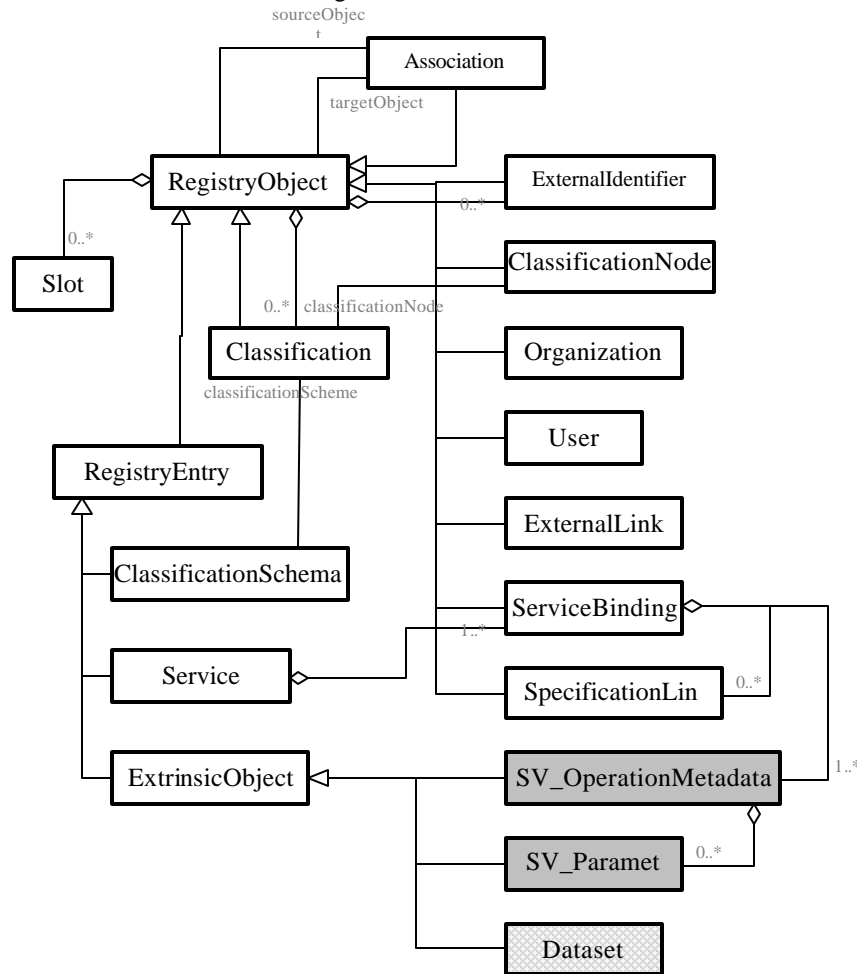 sourceObjec
t
Association
targetObject
RegistryObject
ExternalIdentifier
0..*
0..*
ClassificationNode
Slot
0..*
classificationNode
Classification
Organization
classificationScheme
User
RegistryEntry
ExternalLink
ClassificationSchema
ServiceBinding
1..*
Service
SpecificationLin
0..*
ExtrinsicObject
SV_OperationMetadata
1..*
SV_Paramet
0..*
Dataset